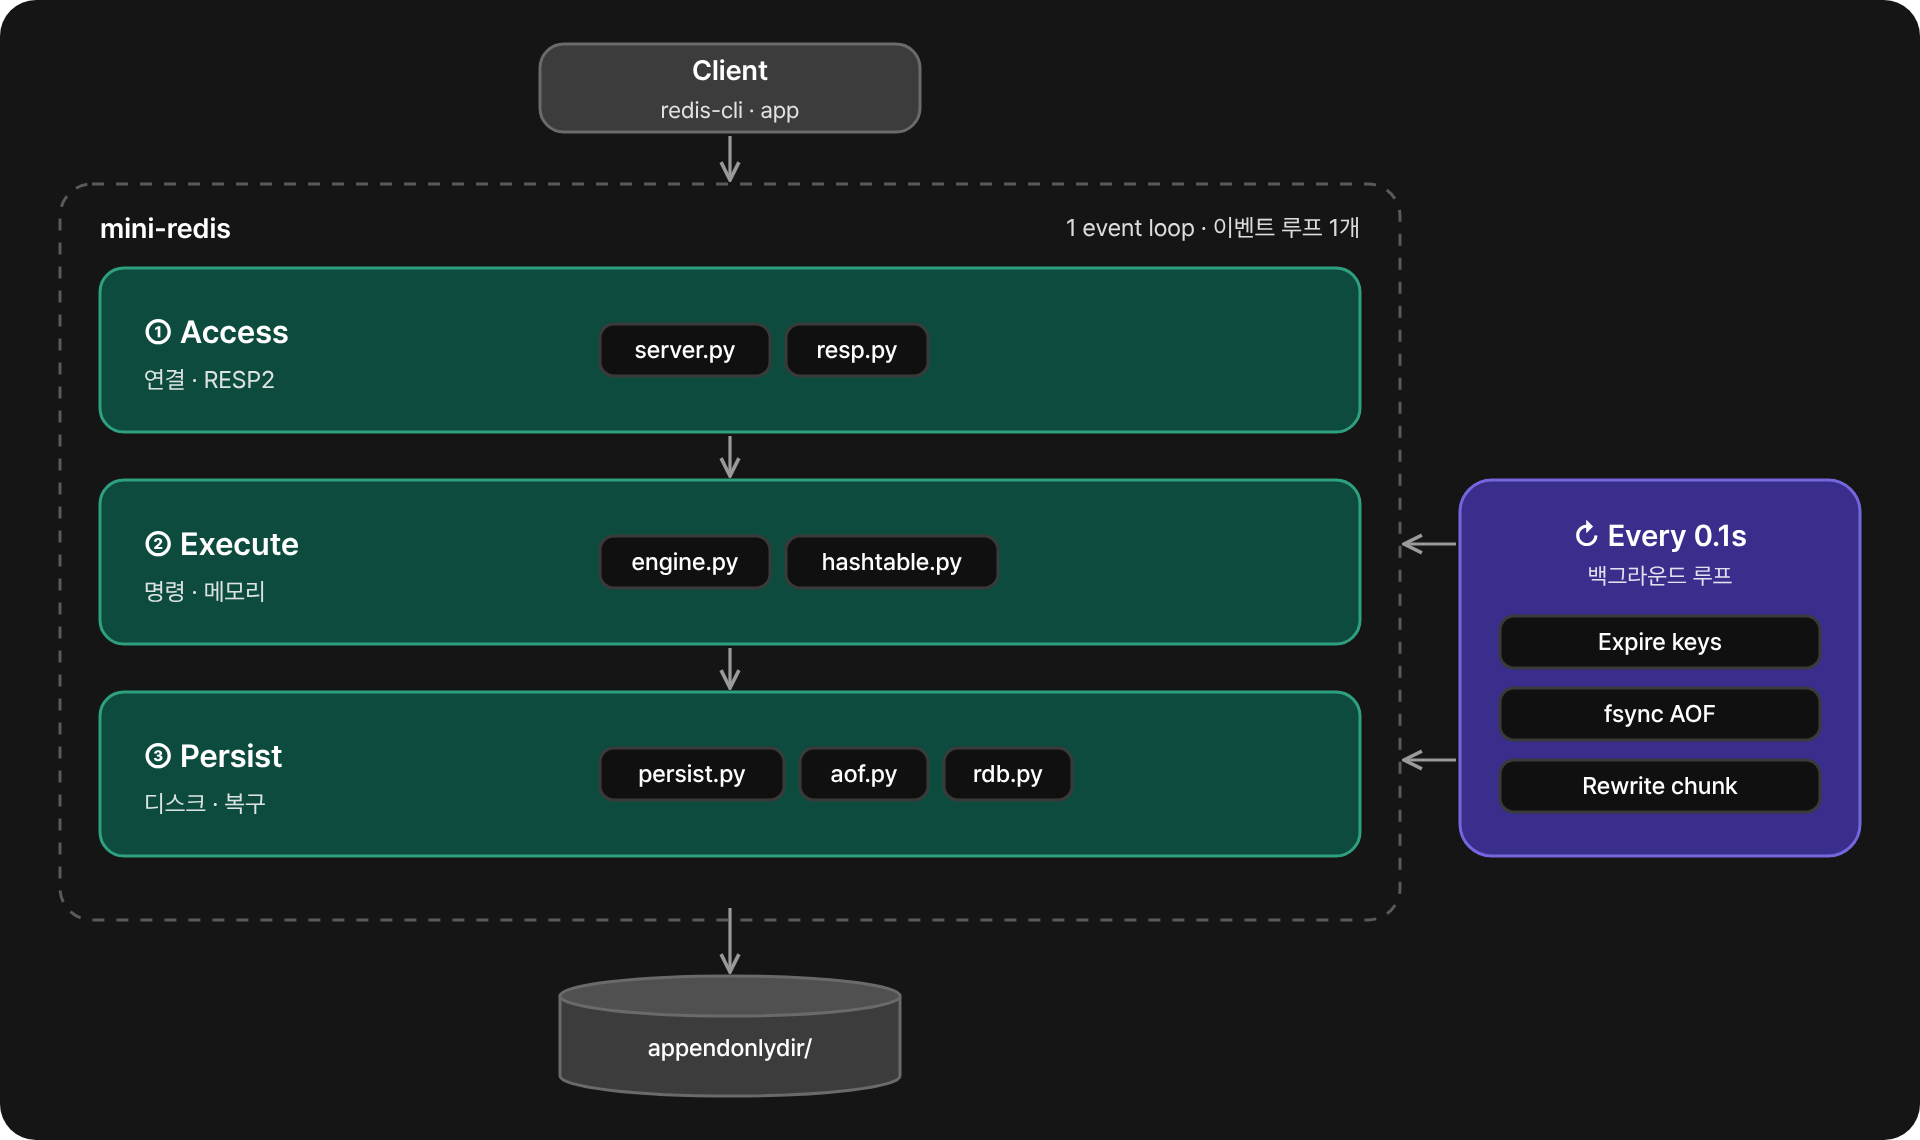 Client
redis-cli · app
mini-redis
1 event loop · 이벤트 루프 1개
① Access
연결 · RESP2
server.py
resp.py
② Execute
명령 · 메모리
engine.py
hashtable.py
③ Persist
디스크 · 복구
persist.py
aof.py
rdb.py
↻ Every 0.1s
백그라운드 루프
Expire keys
fsync AOF
Rewrite chunk
appendonlydir/